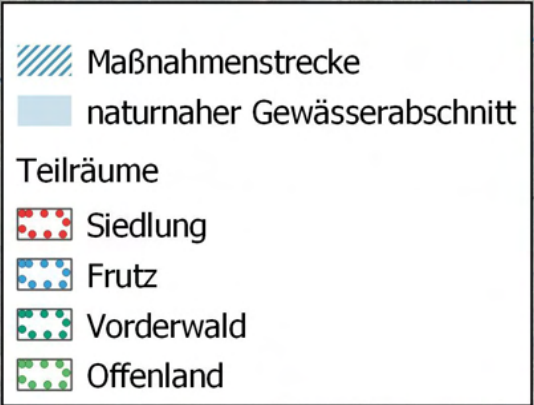 Maßnahmenstrecke
naturnaher Gewässerabschnitt
Teilräume
Siedlung
Frutz
Vorderwald
Offenland